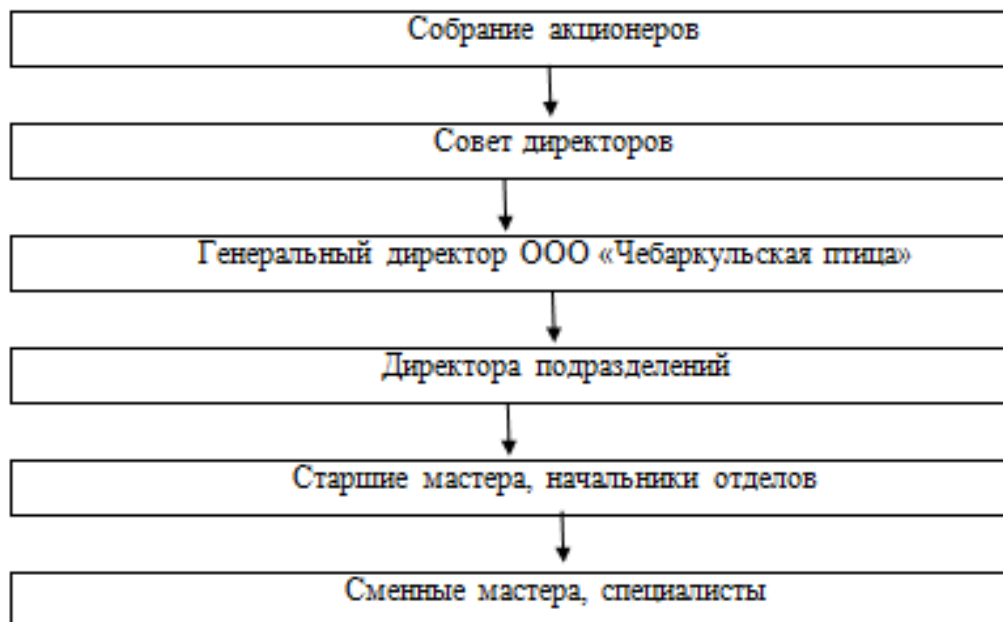 Собрание акционеров
Совет директоров
Генеральный директор ООО «Чебаркульская птица»
Директора подразделений
Старшие мастера, начальники отделов
Сменные мастера, специалисты